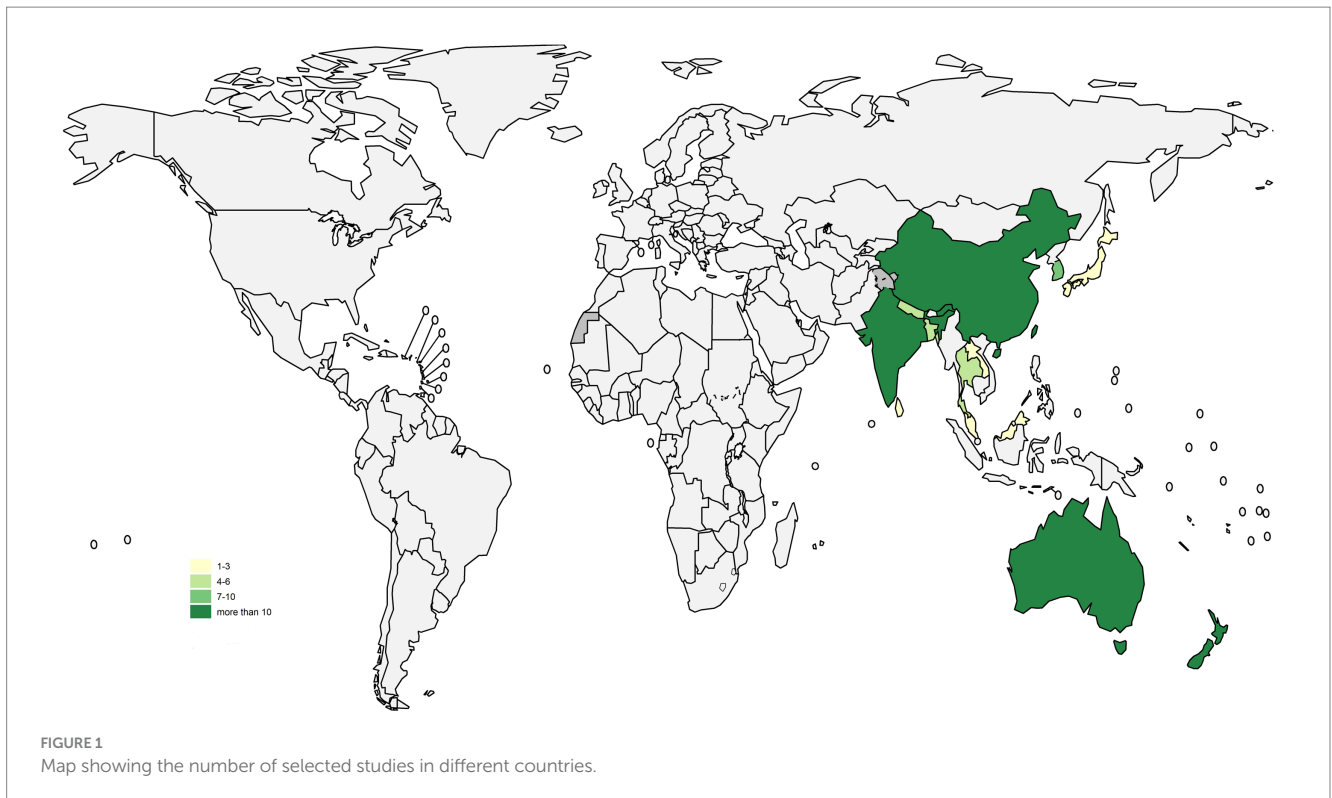 1-3
4-6
7-10
more than 10
FIGURE 1
Map showing the number of selected studies in different countries.